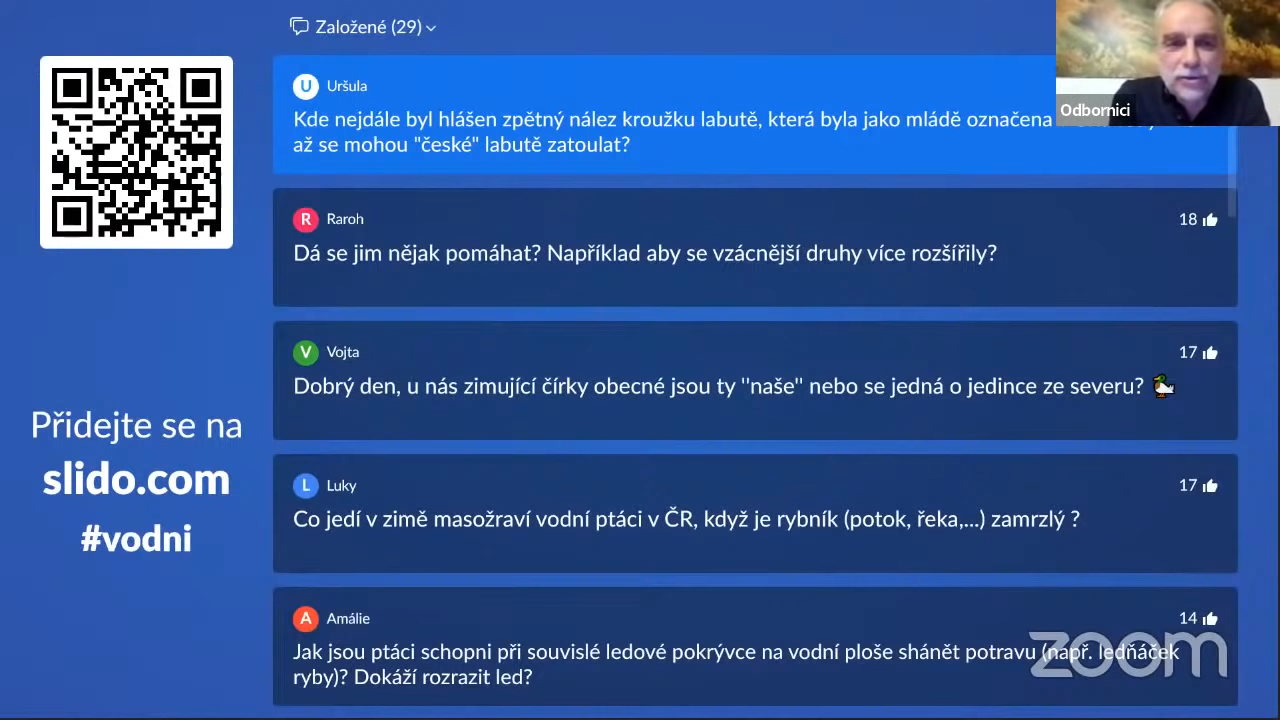 Založené (29)
U Uršula
Kde nejdále byl hlášen zpětný nález kroužku labutě, která byla jako mládě označena
až se mohou "české" labutě zatoulat?
Odbornici
R Raroh 18
Dá se jim nějak pomáhat? Například aby se vzácnější druhy více rozšířily?
V Vojta 17
Dobrý den, u nás zimující čírky obecné jsou ty "naše" nebo se jedná o jedince ze severu?
L Luky 17
Co jedí v zimě masožraví vodní ptáci v ČR, když je rybník (potok, řeka,...) zamrzlý ?
A Amálie 14
Jak jsou ptáci schopni při souvislé ledové pokrývce na vodní ploše shánět potravu (např. ledňáček
ryby)? Dokáží rozrazit led?
Přidejte se na
slido.com
#vodni
zoom